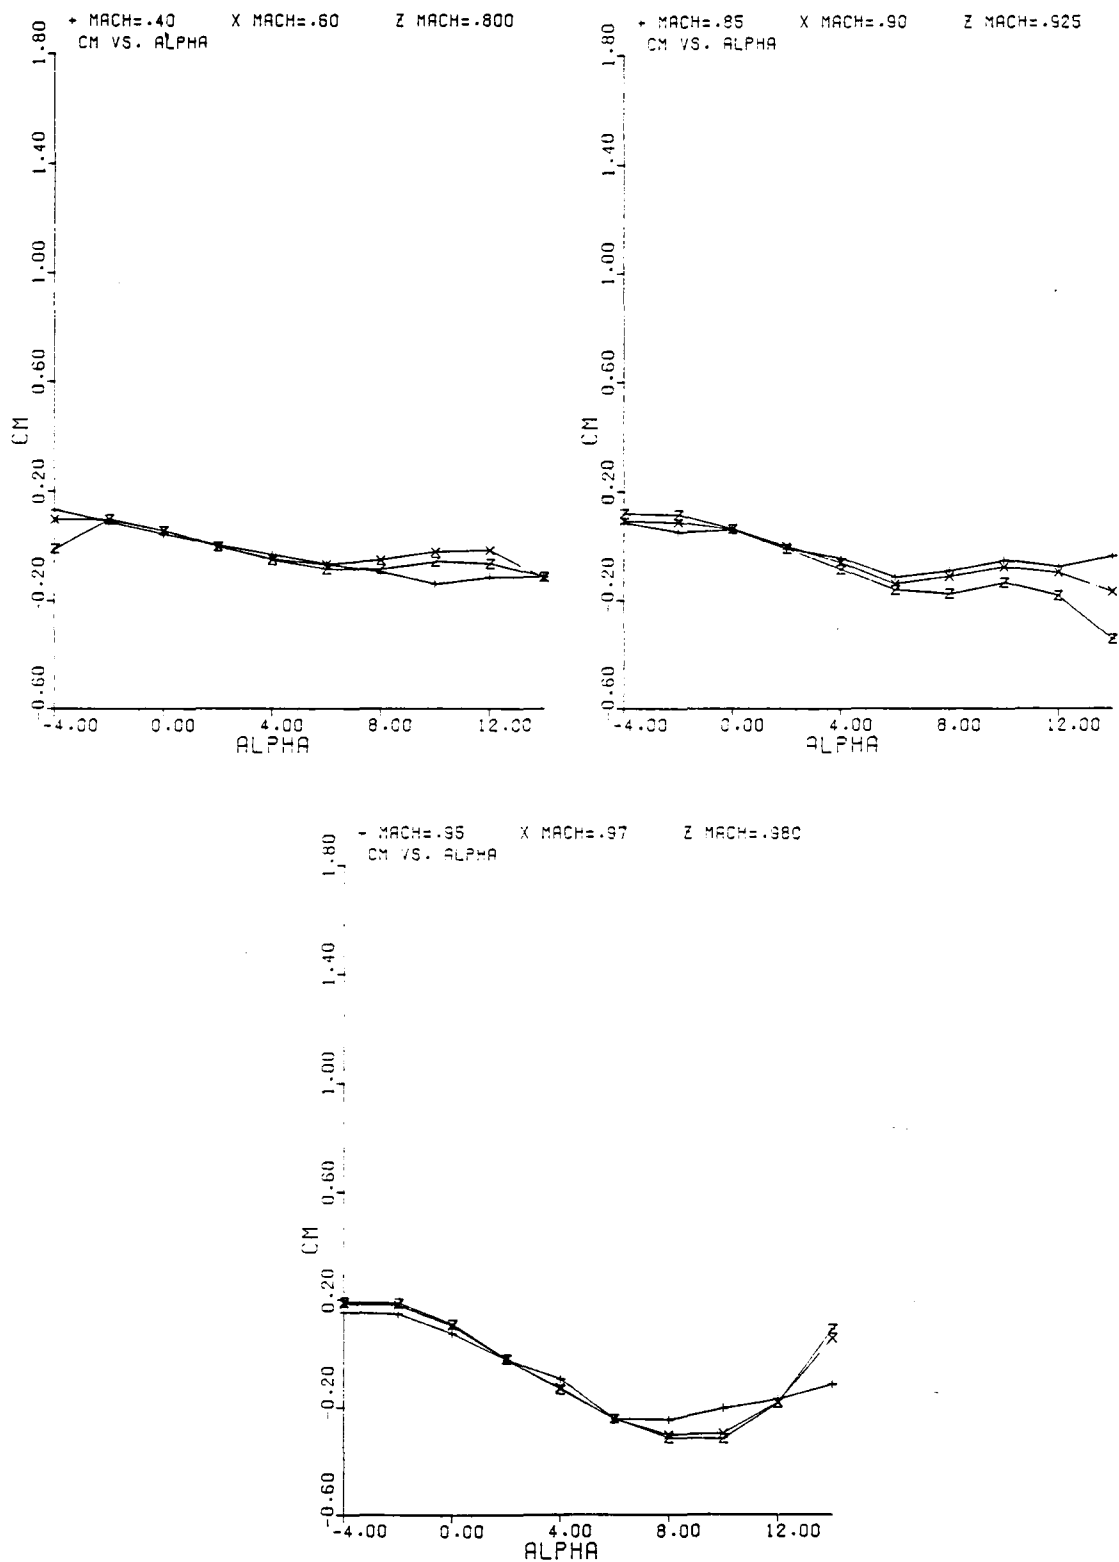 + MACH=.40 X MACH=.60 Z MACH=.800
CM VS. ALPHA
1.80
1.40
1.00
0.60
0.20
-0.20
-0.60
CM
-4.00 0.00 4.00 8.00 12.00
ALPHA
+ MACH=.85 X MACH=.90 Z MACH=.925
CM VS. ALPHA
1.80
1.40
1.00
0.60
0.20
-0.20
-0.60
CM
-4.00 0.00 4.00 8.00 12.00
ALPHA
- MACH=.95 X MACH=.97 Z MACH=.980
CM VS. ALPHA
1.80
1.40
1.00
0.60
0.20
-0.20
-0.60
CM
-4.00 0.00 4.00 8.00 12.00
ALPHA